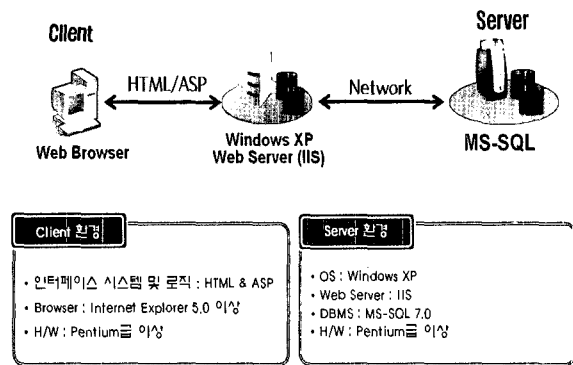 Client
Server
HTML/ASP
Network
Web Browser
Windows XP
Web Server (IIS)
MS-SQL
Client 환경
• 인터페이스 시스템 및 로직 : HTML & ASP
• Browser : Internet Explorer 5.0 이상
• H/W : Pentium급 이상
Server 환경
• OS : Windows XP
• Web Server : IIS
• DBMS : MS-SQL 7.0
• H/W : Pentium급 이상